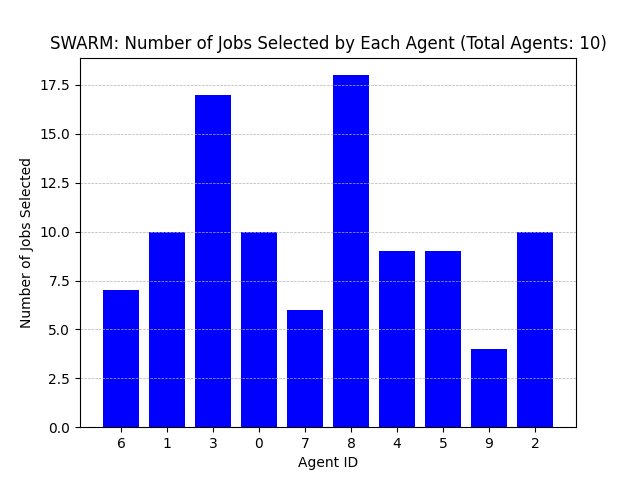 SWARM: Number of Jobs Selected by Each Agent (Total Agents: 10)
Number of Jobs Selected
17.5
15.0
12.5
10.0
7.5
5.0
2.5
0.0
6 1 3 0 7 8 4 5 9 2
Agent ID